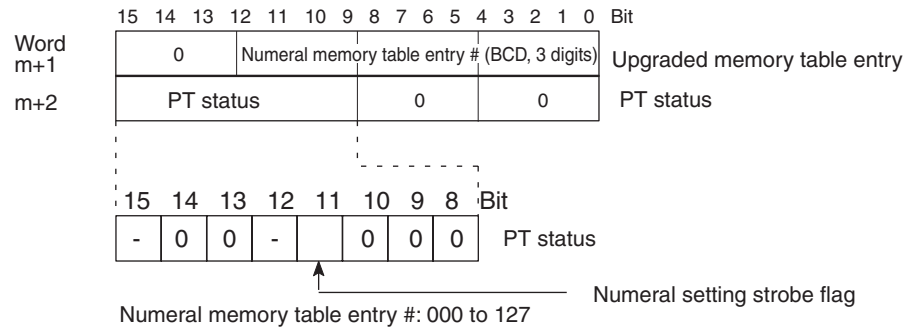 15 14 13 12 11 10 9 8 7 6 5 4 3 2 1 0 Bit
Word
m+1
0 Numeral memory table entry # (BCD, 3 digits) Upgraded memory table entry
m+2 PT status 0 0 PT status
15 14 13 12 11 10 9 8 Bit
- 0 0 - 0 0 0 PT status
Numeral setting strobe flag
Numeral memory table entry #: 000 to 127